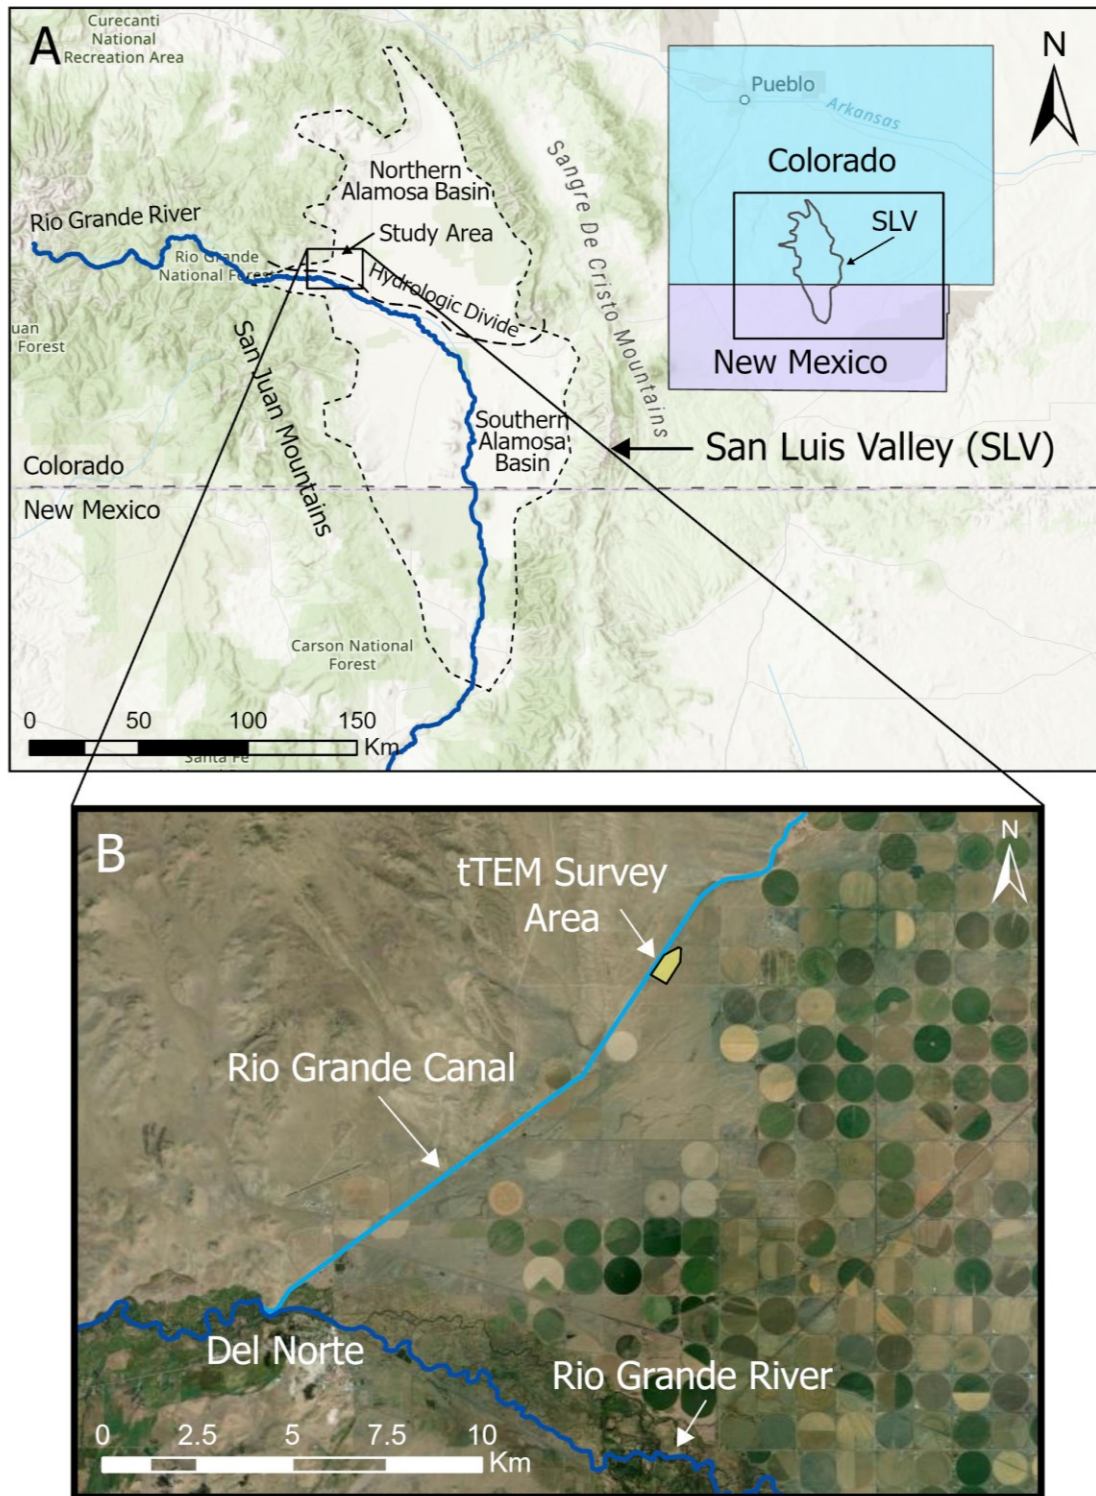 A
Curecanti
National
Recreation Area
N
Pueblo
Arkansas
Colorado
SLV
New Mexico
Northern
Alamosa Basin
Study Area
Rio Grande River
Rio Grande
National Forest
Hydrologic Divide
Sangre De Cristo Mountains
uan
Forest
San Juan Mountains
Southern
Alamosa
Basin
San Luis Valley (SLV)
Colorado
New Mexico
Carson National
Forest
0 50 100 150
Km
Santa Fe
B
N
tTEM Survey
Area
Rio Grande Canal
Del Norte
Rio Grande River
0 2.5 5 7.5 10
Km